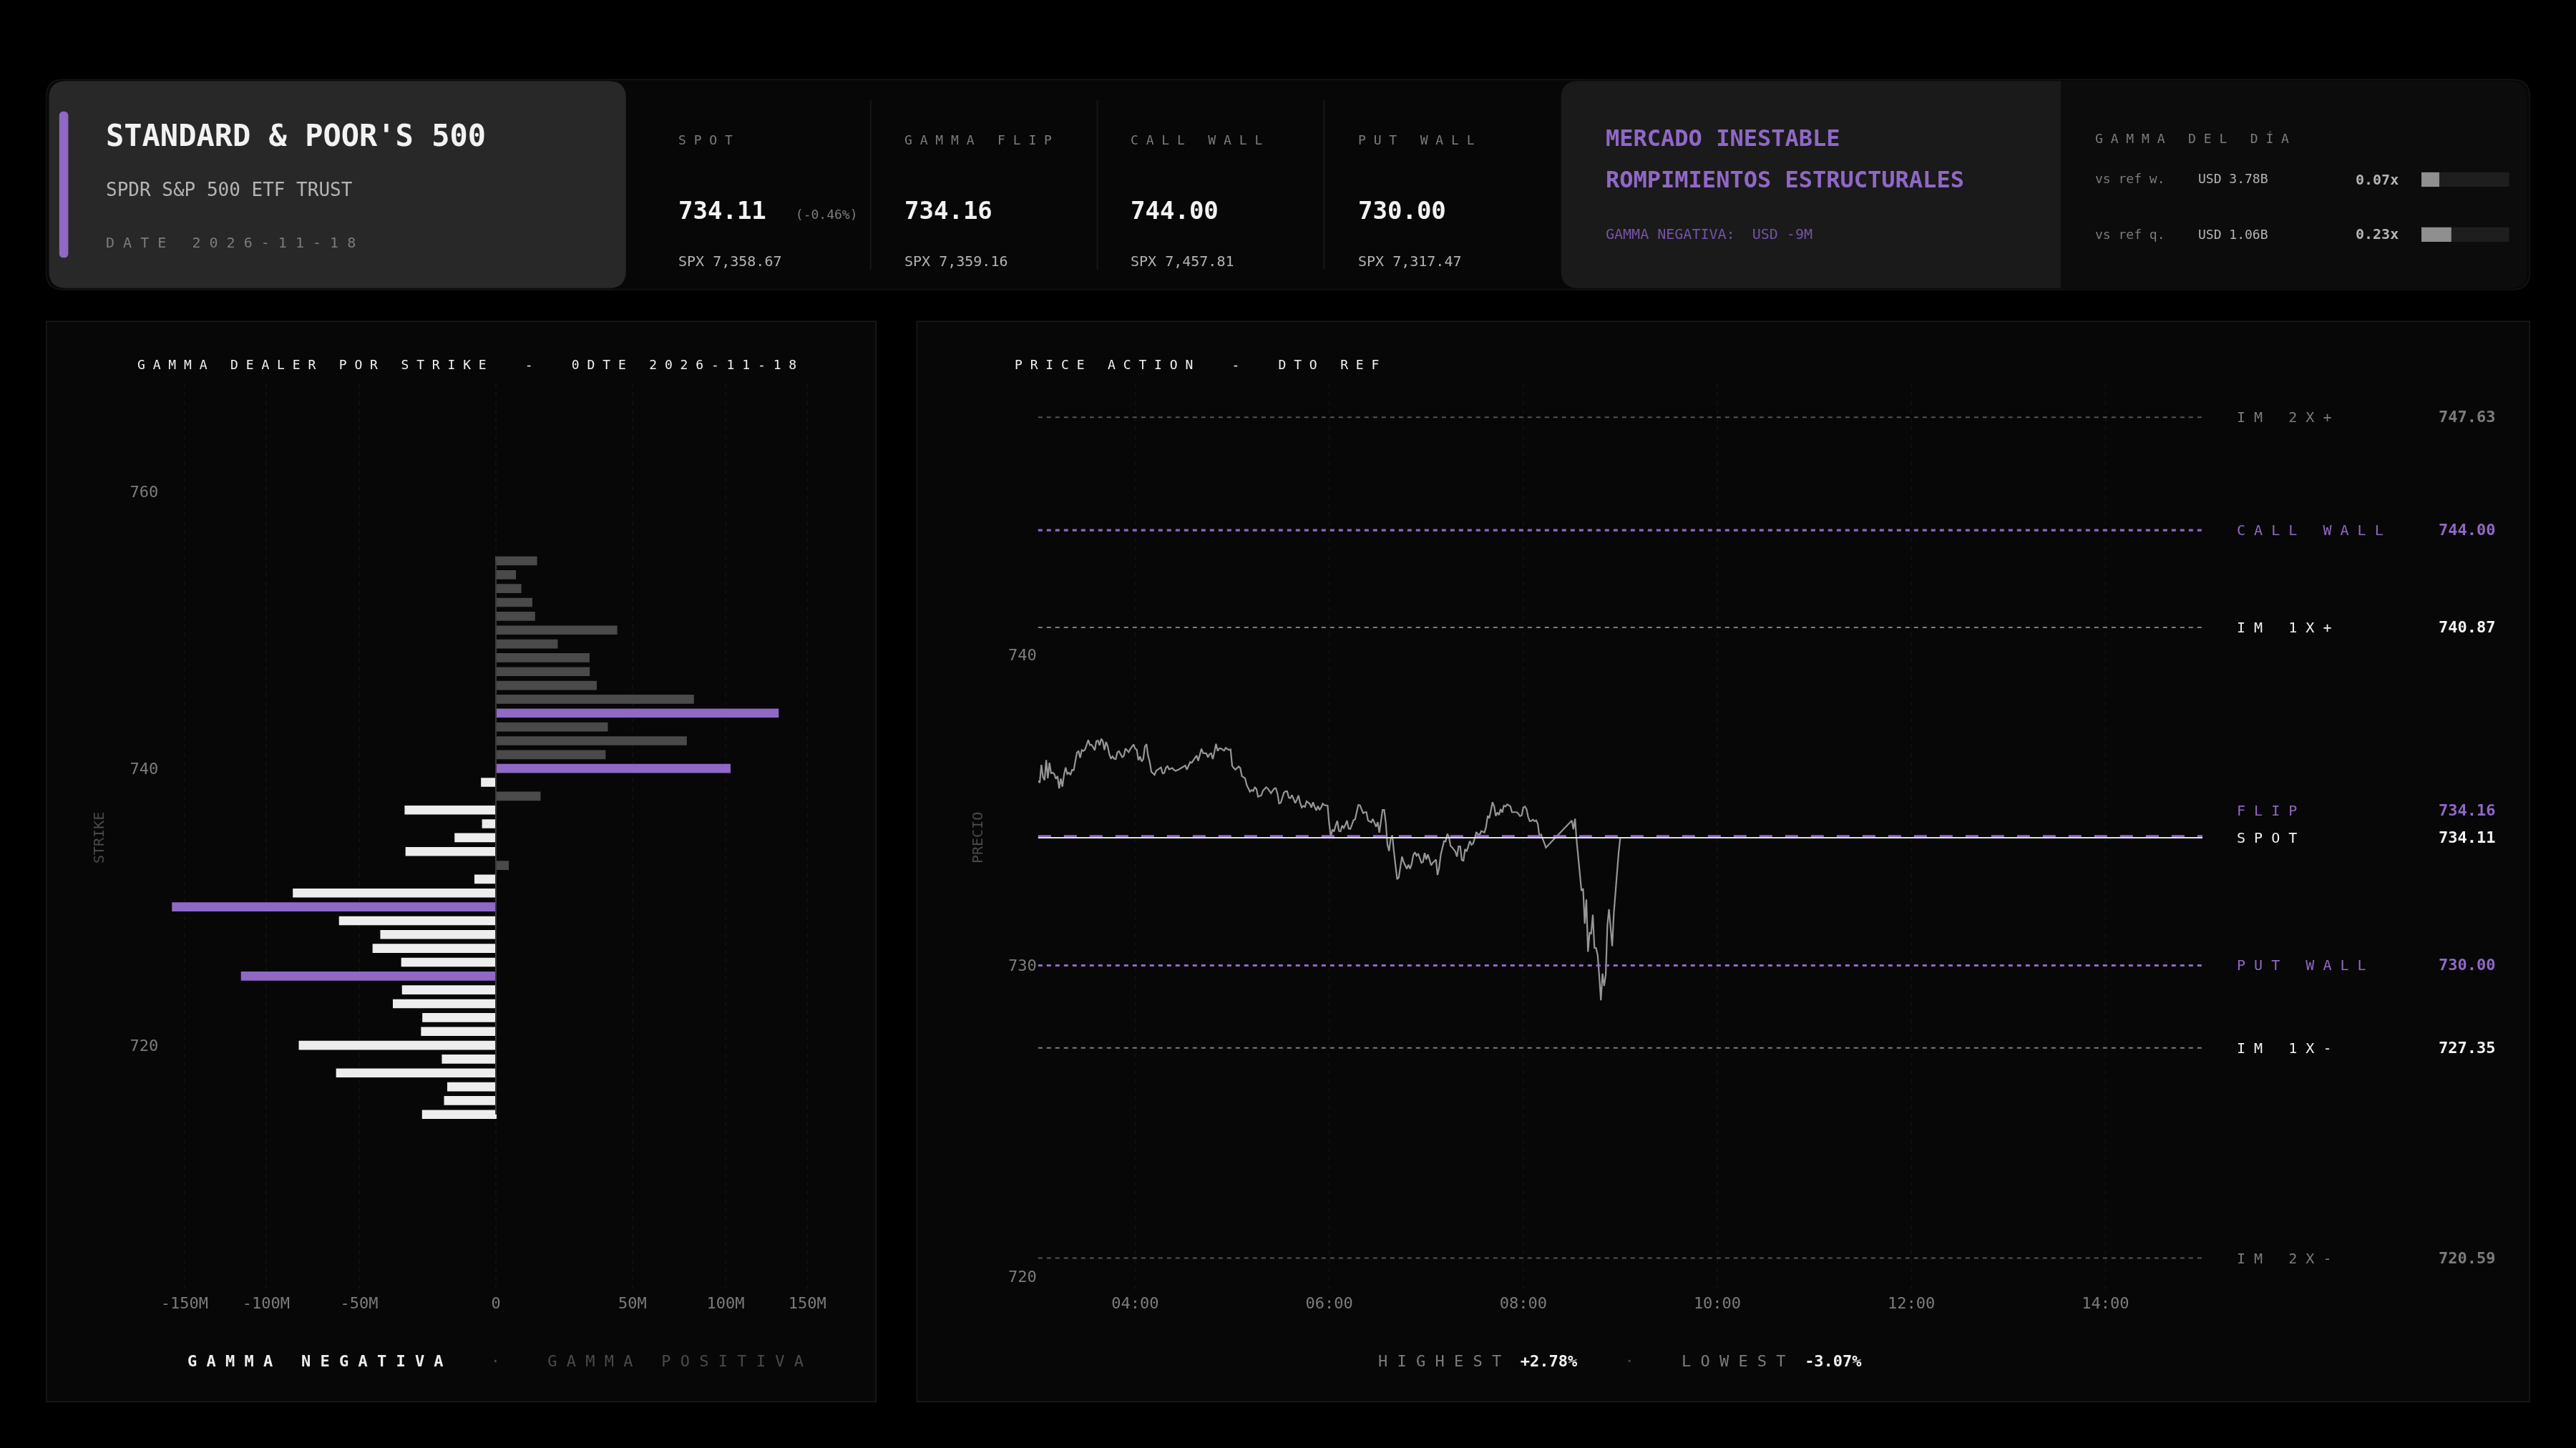 STANDARD & POOR'S 500
SPDR S&P 500 ETF TRUST
DATE 2026-11-18
SPOT
734.11 (-0.46%)
SPX 7,358.67
GAMMA FLIP
734.16
SPX 7,359.16
CALL WALL
744.00
SPX 7,457.81
PUT WALL
730.00
SPX 7,317.47
MERCADO INESTABLE
ROMPIMIENTOS ESTRUCTURALES
GAMMA NEGATIVA: USD -9M
GAMMA DEL DÍA
vs ref w. USD 3.78B 0.07x
vs ref q. USD 1.06B 0.23x
GAMMA DEALER POR STRIKE - 0DTE 2026-11-18
760
740
720
STRIKE
-150M -100M -50M 0 50M 100M 150M
GAMMA NEGATIVA · GAMMA POSITIVA
PRICE ACTION - DTO REF
740
730
720
PRECIO
IM 2X+ 747.63
CALL WALL 744.00
IM 1X+ 740.87
FLIP 734.16
SPOT 734.11
PUT WALL 730.00
IM 1X- 727.35
IM 2X- 720.59
04:00 06:00 08:00 10:00 12:00 14:00
HIGHEST +2.78% · LOWEST -3.07%